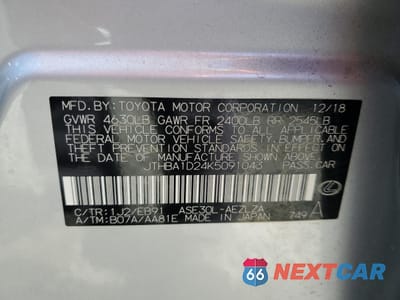 MFD. BY: TOYOTA MOTOR CORPORATION 12/18
GVWR 4630LB GAWR FR 2400LB RR 2545LB
THIS VEHICLE CONFORMS TO ALL APPLICABLE
FEDERAL MOTOR VEHICLE SAFETY, BUMPER, AND
THEFT PREVENTION STANDARDS IN EFFECT ON
THE DATE OF MANUFACTURE SHOWN ABOVE.
JTHBA1D24K5091043 PASS. CAR
C/TR: 1J2/EB91 ASE30L-AEZLZA
A/TM: B07A/AA81E MADE IN JAPAN 749 A
66 NEXTCAR